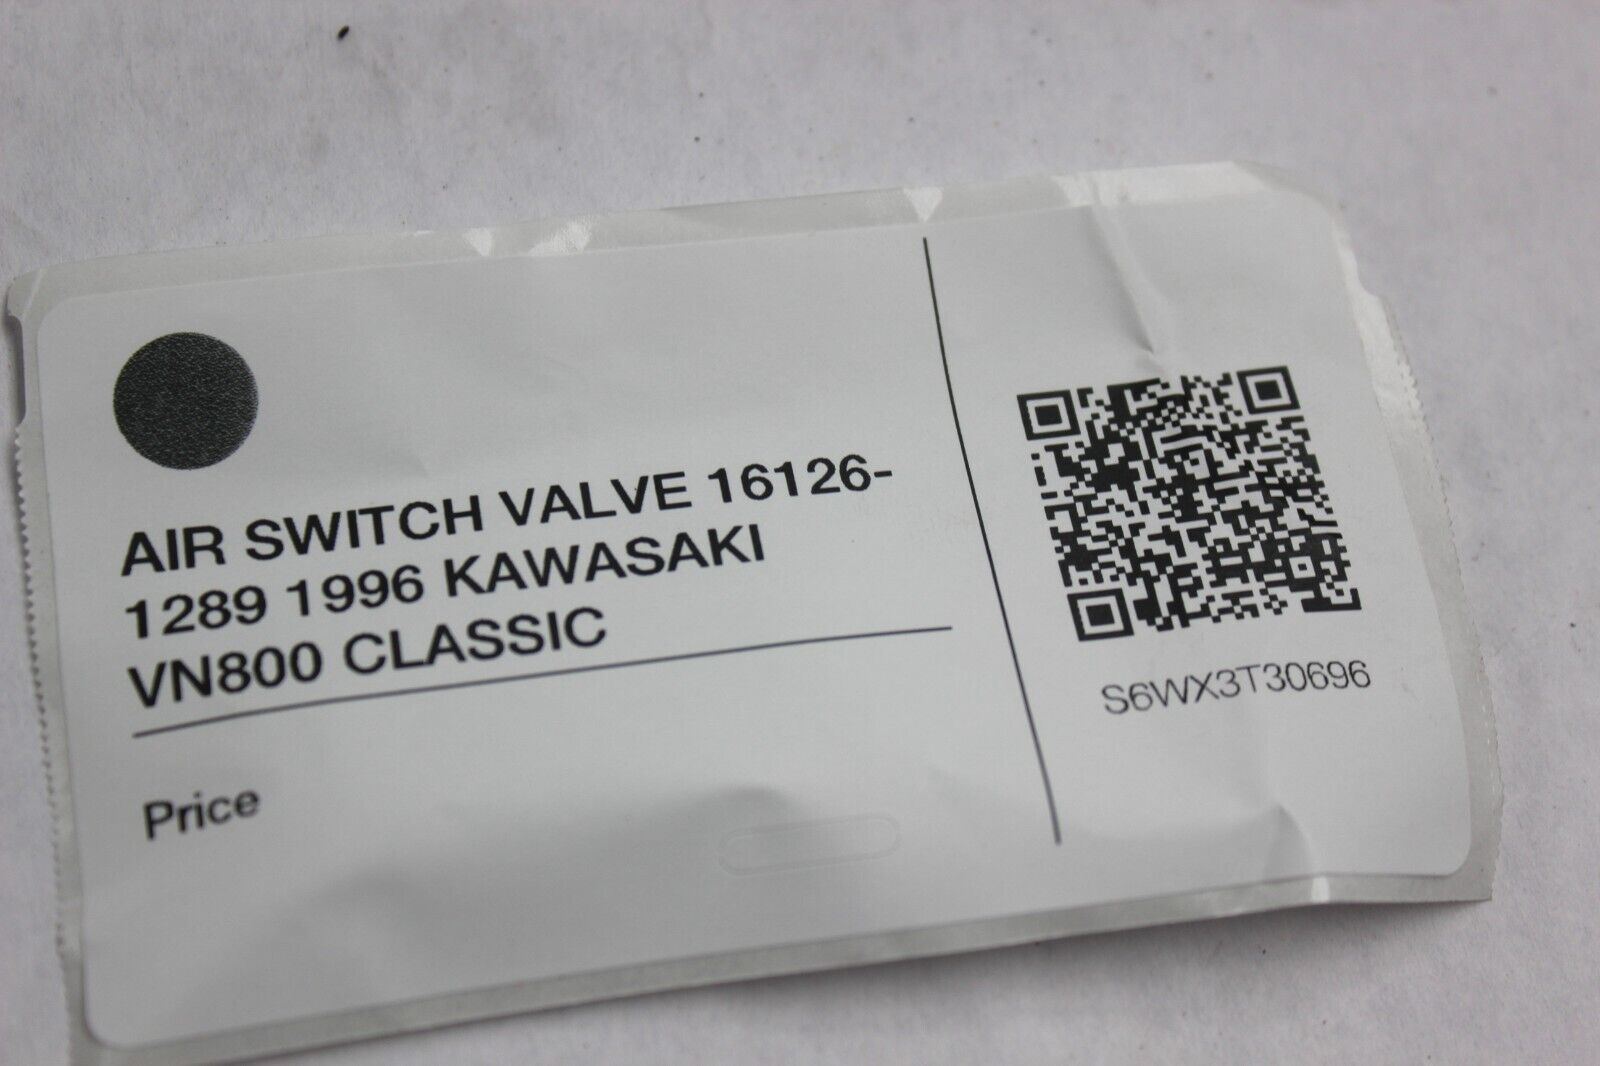 AIR SWITCH VALVE 16126-
1289 1996 KAWASAKI
VN800 CLASSIC
Price
S6WX3T30696